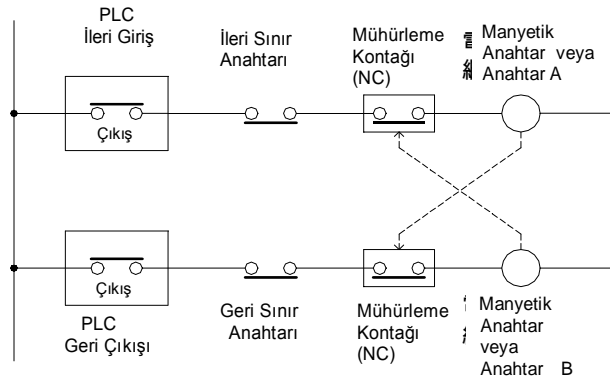 PLC
İleri Giriş
Çıkış
İleri Sınır
Anahtarı
Mühürleme
Kontağı
(NC)
Manyetik
Anahtar veya
Anahtar A
Çıkış
PLC
Geri Çıkışı
Geri Sınır
Anahtarı
Mühürleme
Kontağı
(NC)
Manyetik
Anahtar
veya
Anahtar B